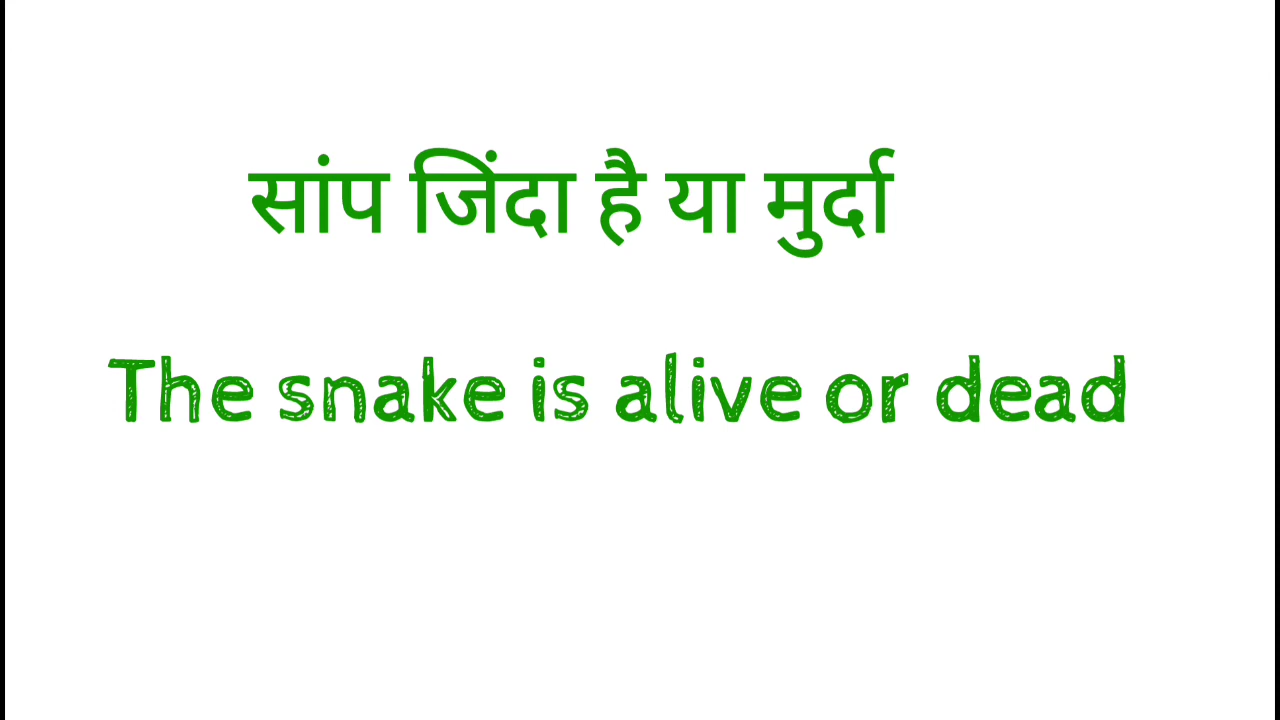 सांप जिंदा है या मुर्दा
The snake is alive or dead